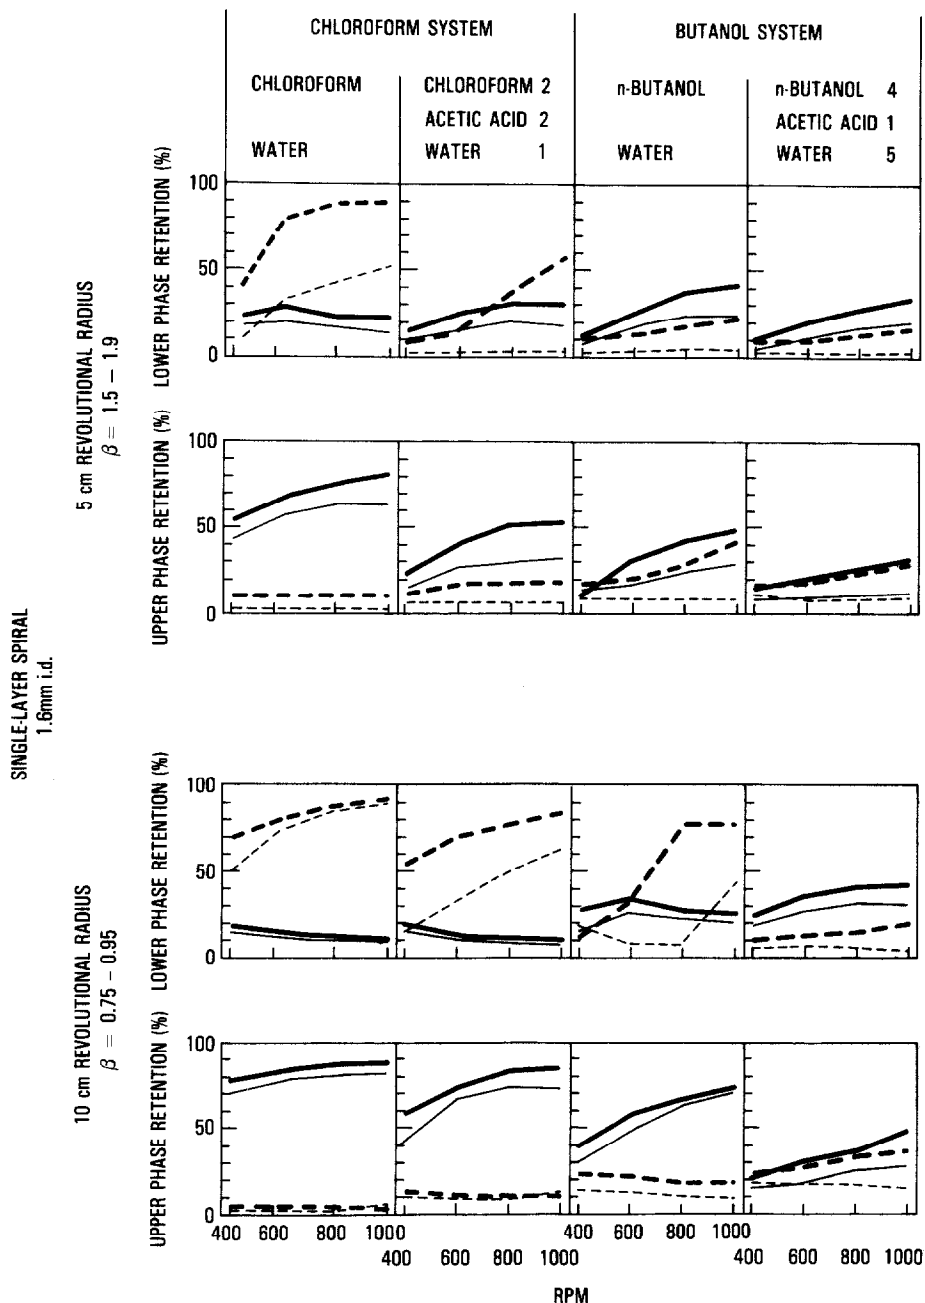 CHLOROFORM SYSTEM
BUTANOL SYSTEM
CHLOROFORM
WATER
CHLOROFORM 2
ACETIC ACID 2
WATER 1
n-BUTANOL
WATER
n-BUTANOL 4
ACETIC ACID 1
WATER 5
SINGLE-LAYER SPIRAL
1.6mm i.d.
5 cm REVOLUTIONAL RADIUS
β = 1.5 – 1.9
LOWER PHASE RETENTION (%)
100
50
0
UPPER PHASE RETENTION (%)
100
50
0
10 cm REVOLUTIONAL RADIUS
β = 0.75 - 0.95
LOWER PHASE RETENTION (%)
100
50
0
UPPER PHASE RETENTION (%)
100
50
0
400 600 800 1000
400 600 800 1000
400 600 800 1000
400 600 800 1000
RPM